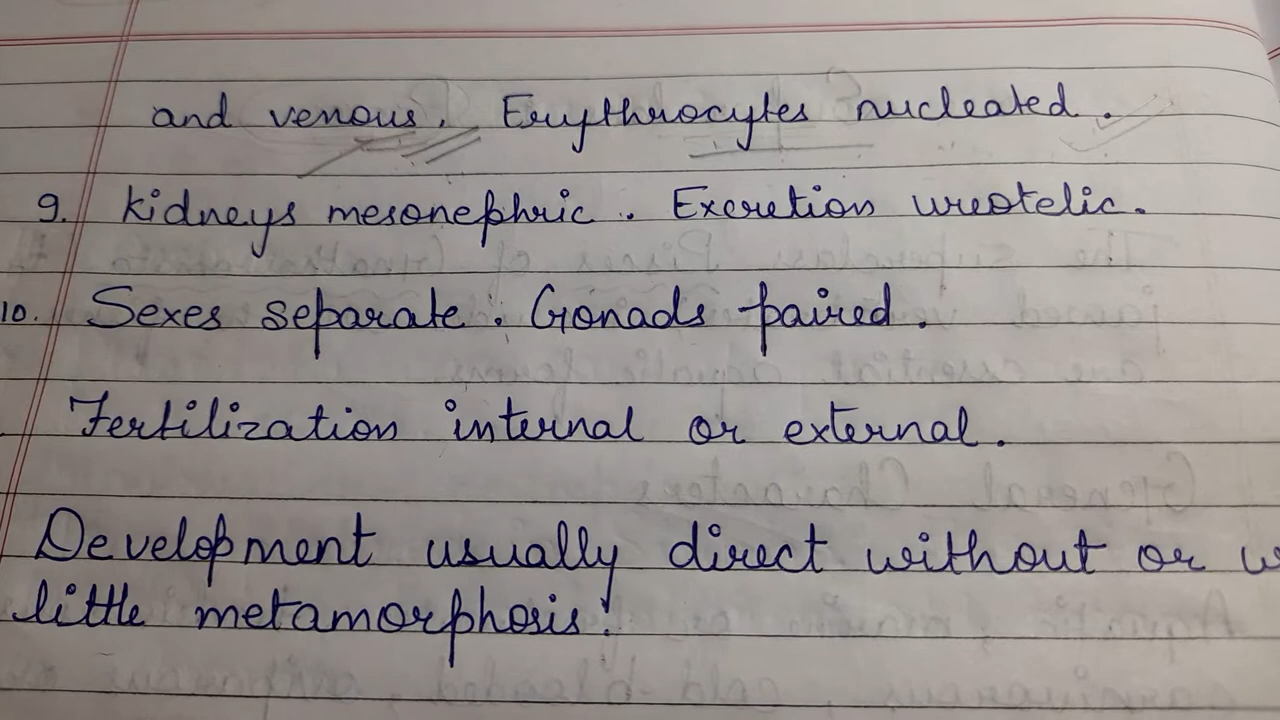 and venous. Erythrocytes nucleated.
9. kidneys mesonephric. Excretion ureotelic.
10. Sexes separate. Gonads paired.
Fertilization internal or external.
Development usually direct without or
little metamorphosis.